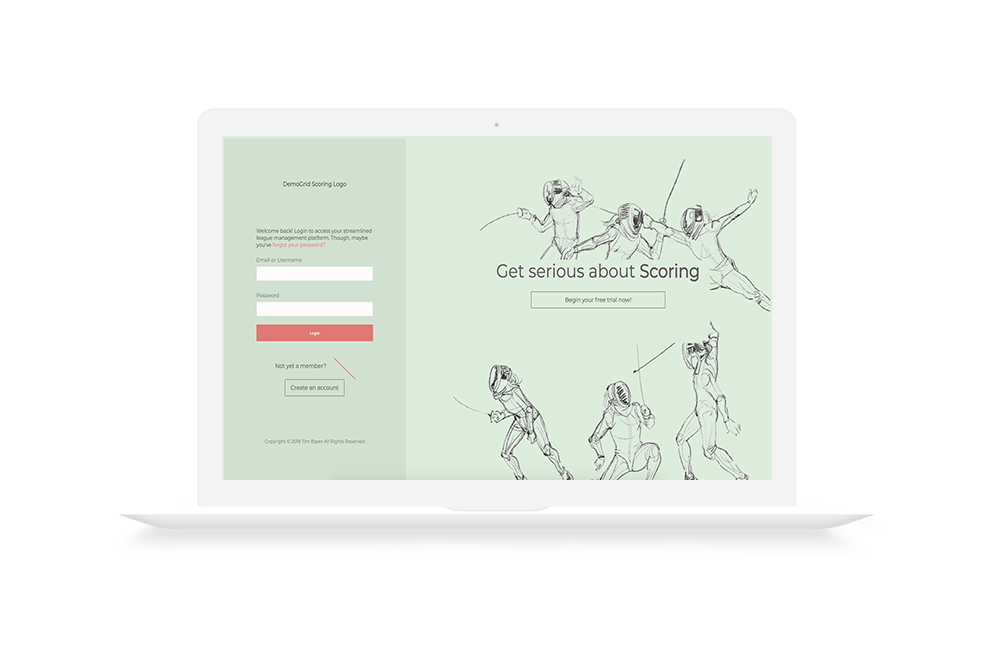 DemoGrid Scoring Logo
Welcome back! Login to access your streamlined
league management platform. Though, maybe
you've forgot your password?
Email or Username
Password
Login
Not yet a member?
Create an account
Copyright © 2018 Tim Bayer All Rights Reserved
Get serious about Scoring
Begin your free trial now!